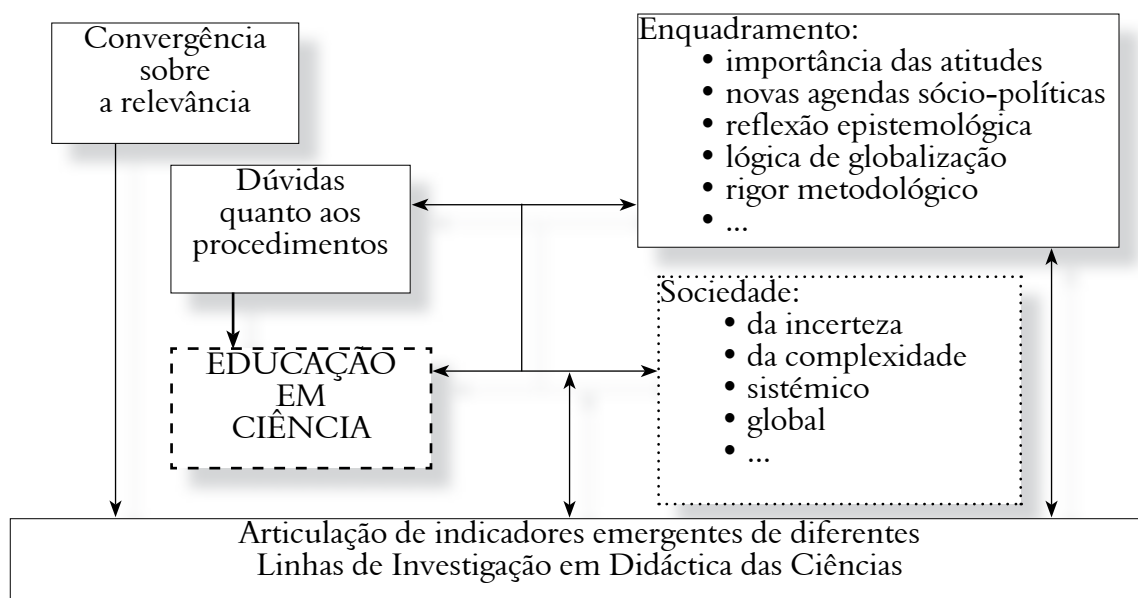 Convergência
sobre
a relevância
Enquadramento:
• importância das atitudes
• novas agendas sócio-políticas
• reflexão epistemológica
• lógica de globalização
• rigor metodológico
• ...
Dúvidas
quanto aos
procedimentos
Sociedade:
• da incerteza
• da complexidade
• sistémico
• global
• ...
EDUCAÇÃO
EM
CIÊNCIA
Articulação de indicadores emergentes de diferentes
Linhas de Investigação em Didáctica das Ciências